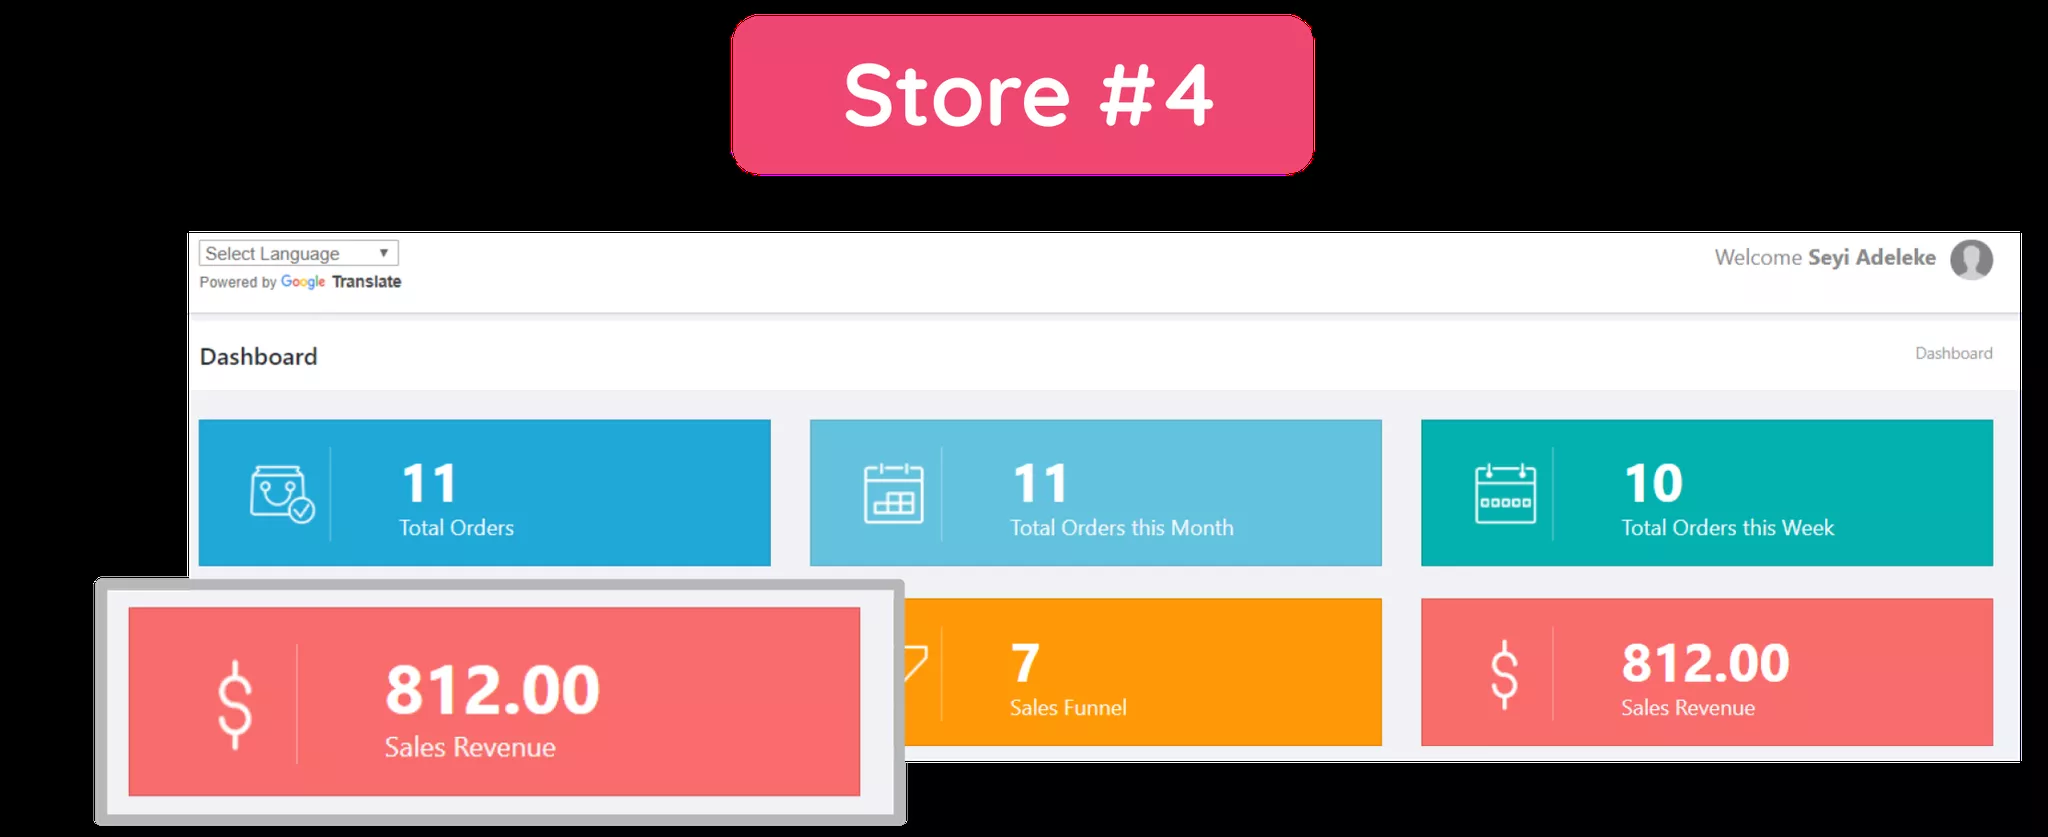 Store #4
Select Language
Powered by Google Translate
Welcome Seyi Adeleke
Dashboard
Dashboard
11
Total Orders
11
Total Orders this Month
10
Total Orders this Week
$ 812.00
Sales Revenue
7
Sales Funnel
$ 812.00
Sales Revenue